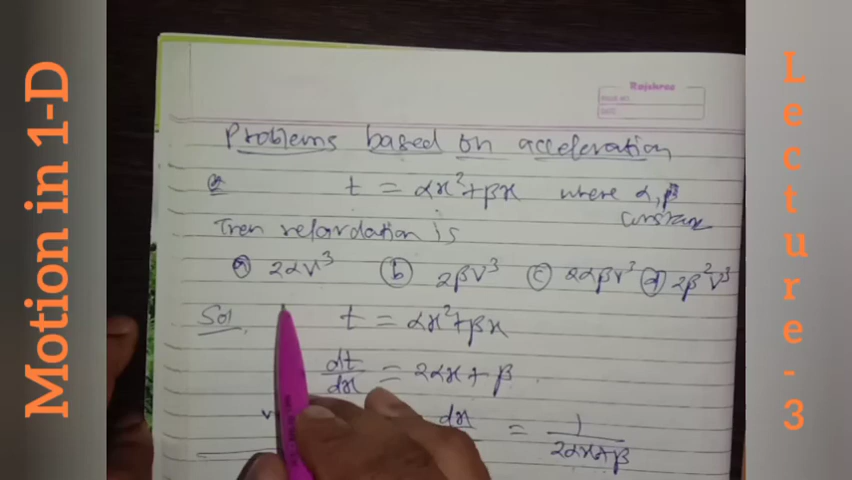 Motion in 1-D
Lecture-3
Rajshree
DATE
Problems based on acceleration
Q t = αx²+βx where α, β
constant
Then retardation is
(a) 2αv³ (b) 2βv³ (c) 2αβv³ (d) 2β²v³
Sol t = αx²+βx
dt/dx = 2αx+β
v dx = 1/2αx+β